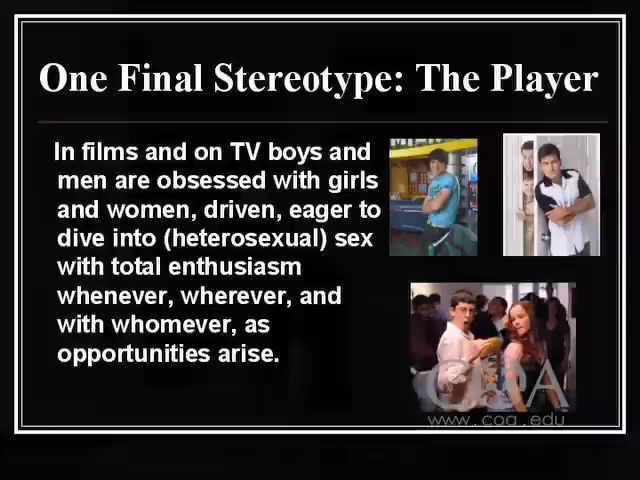 One Final Stereotype: The Player
In films and on TV boys and
men are obsessed with girls
and women, driven, eager to
dive into (heterosexual) sex
with total enthusiasm
whenever, wherever, and
with whomever, as
opportunities arise.
COA
www.coa.edu